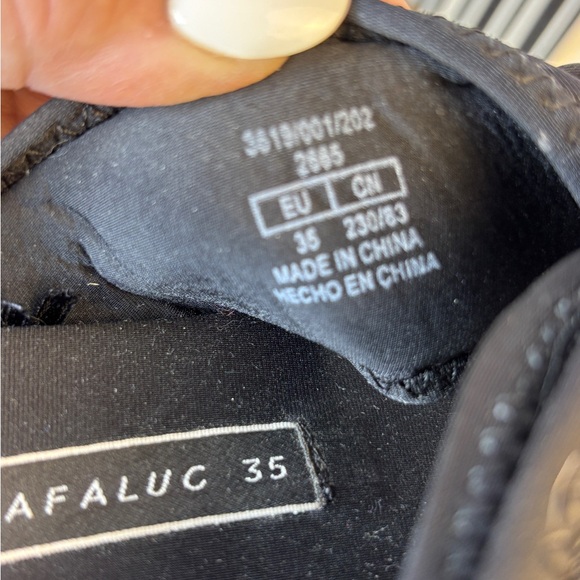 3619/001/202
2665
EU CN
35 230/83
MADE IN CHINA
HECHO EN CHINA
AFALUC 35